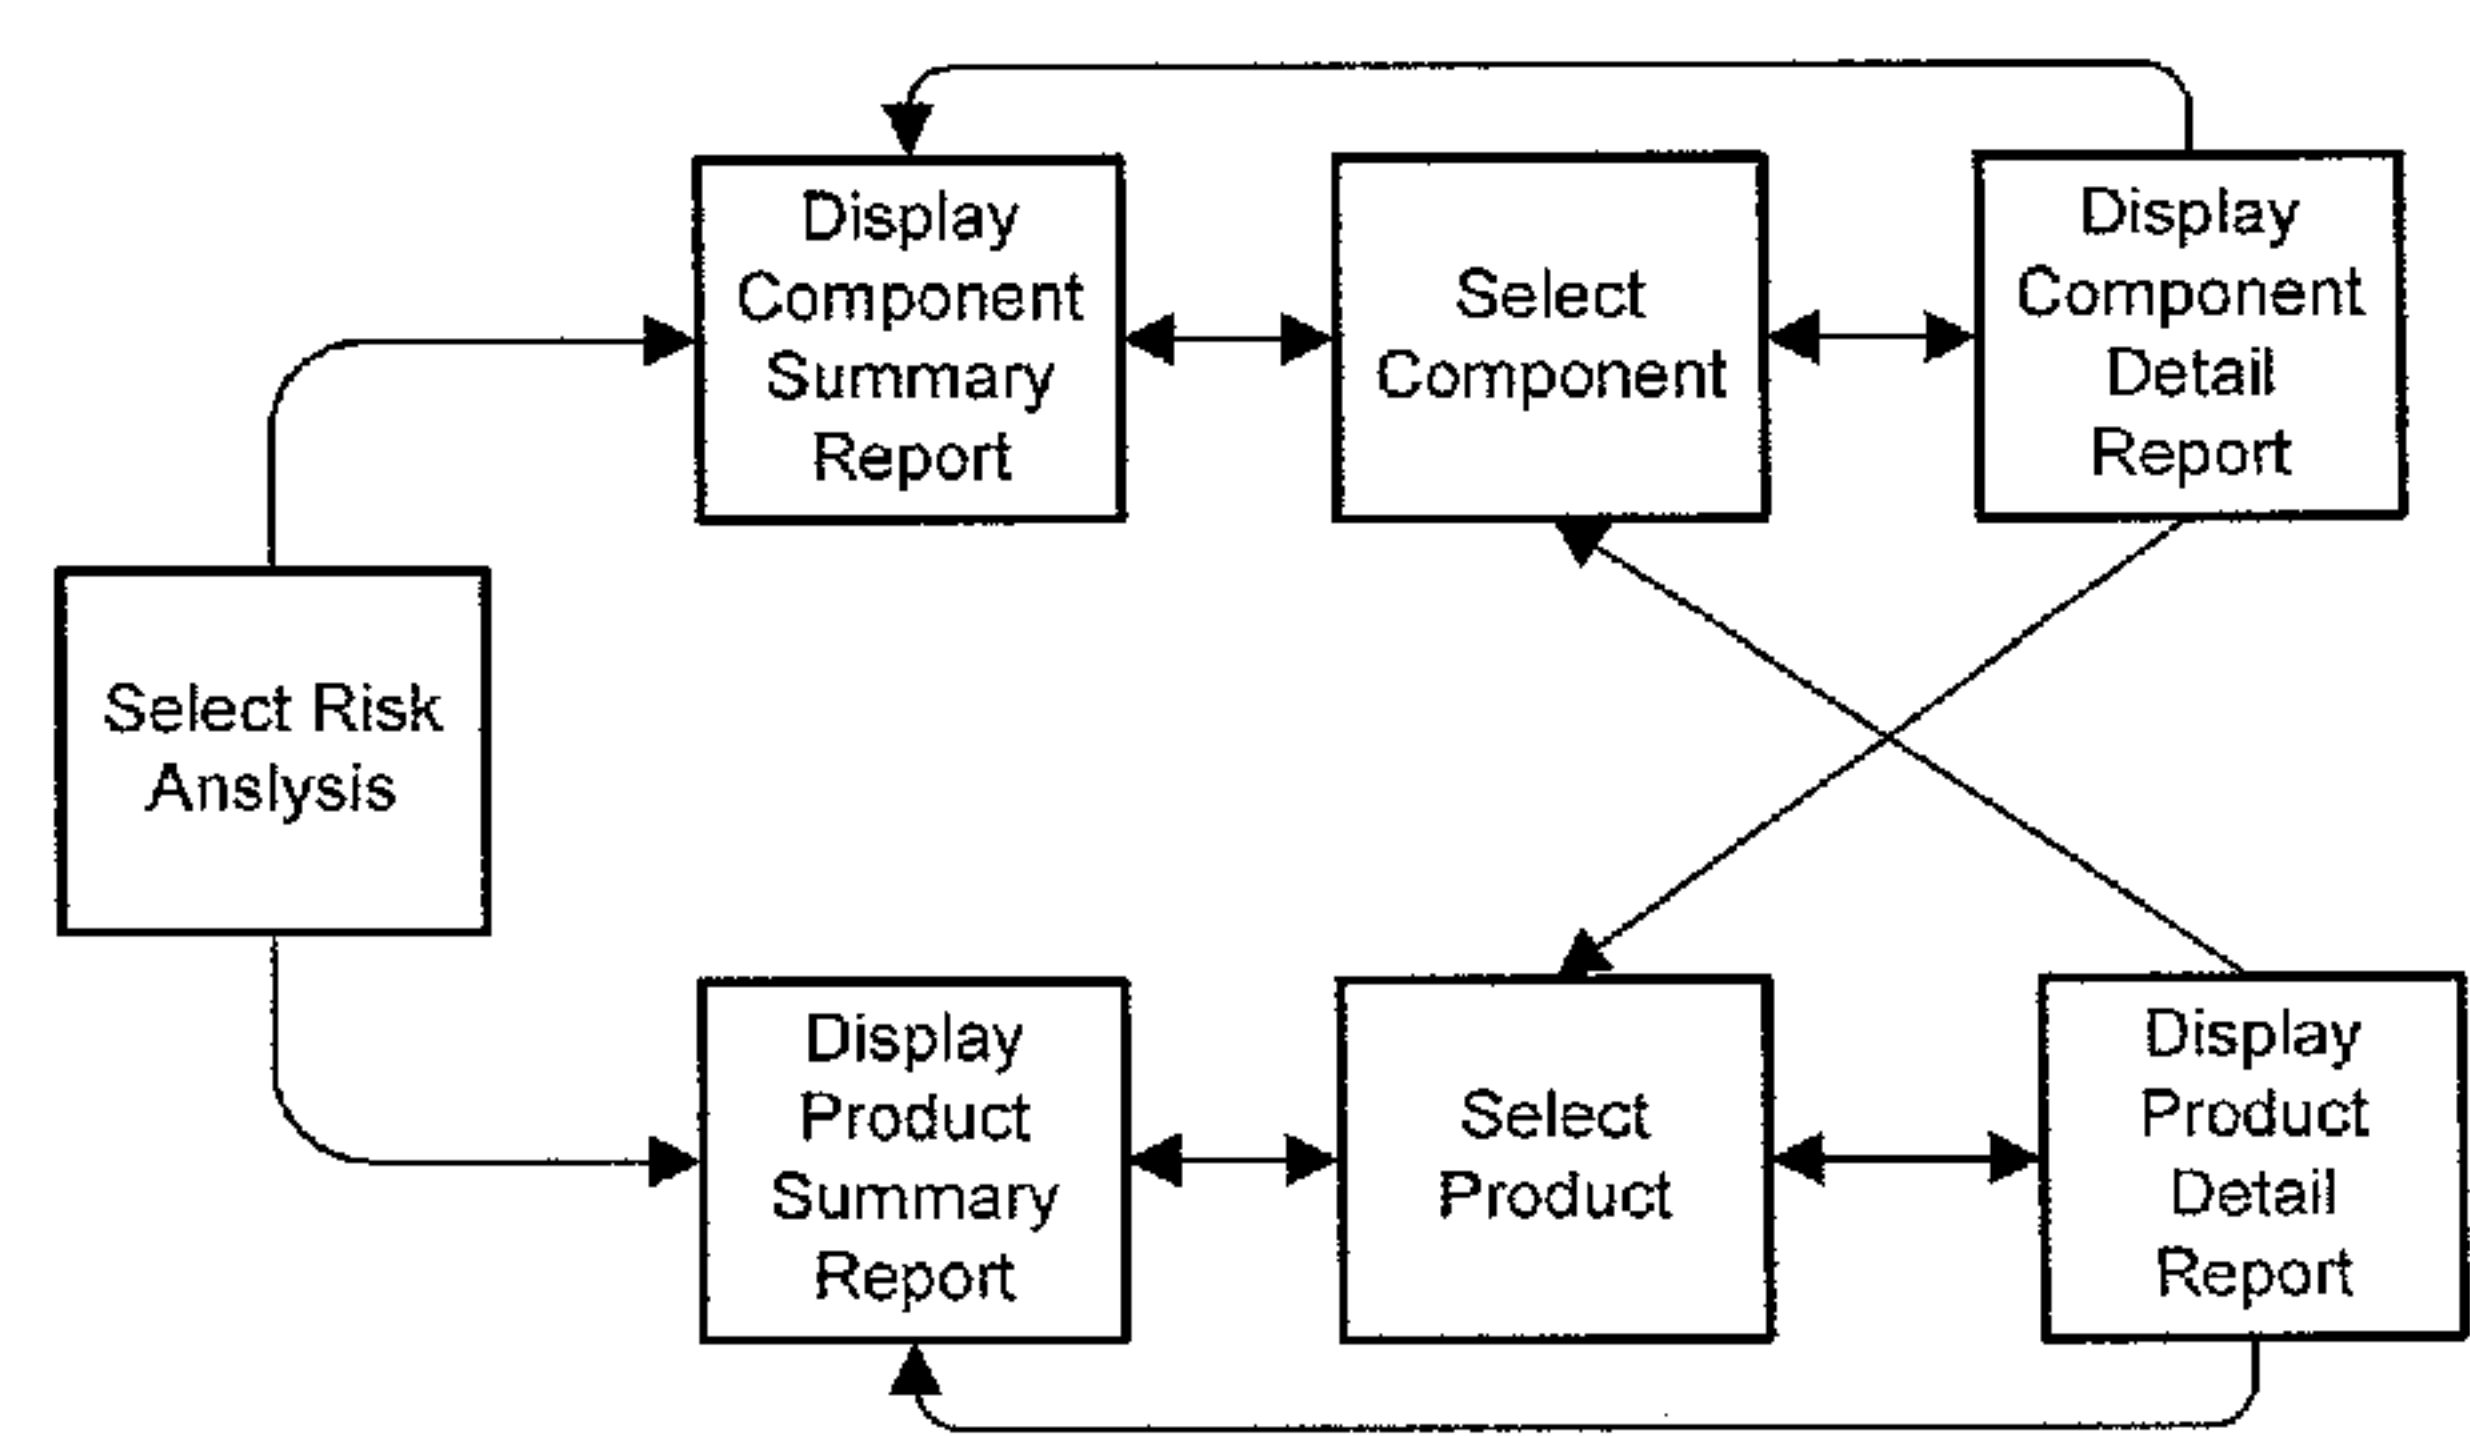 Display
Component
Summary
Report
Select
Component
Display
Component
Detail
Report
Select Risk
Anslysis
Display
Product
Summary
Report
Select
Product
Display
Product
Detail
Report